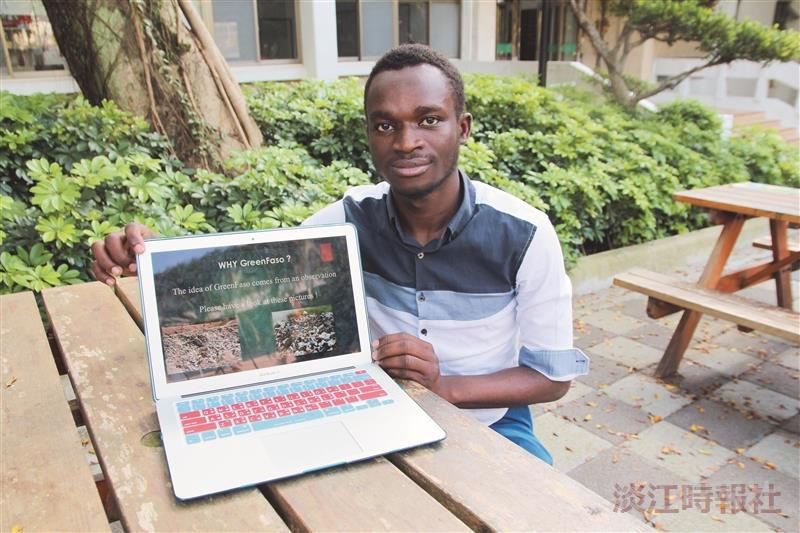 WHY GreenFaso ?
The idea of GreenFaso comes from an observation
Please have a look at these pictures !
淡江時報社